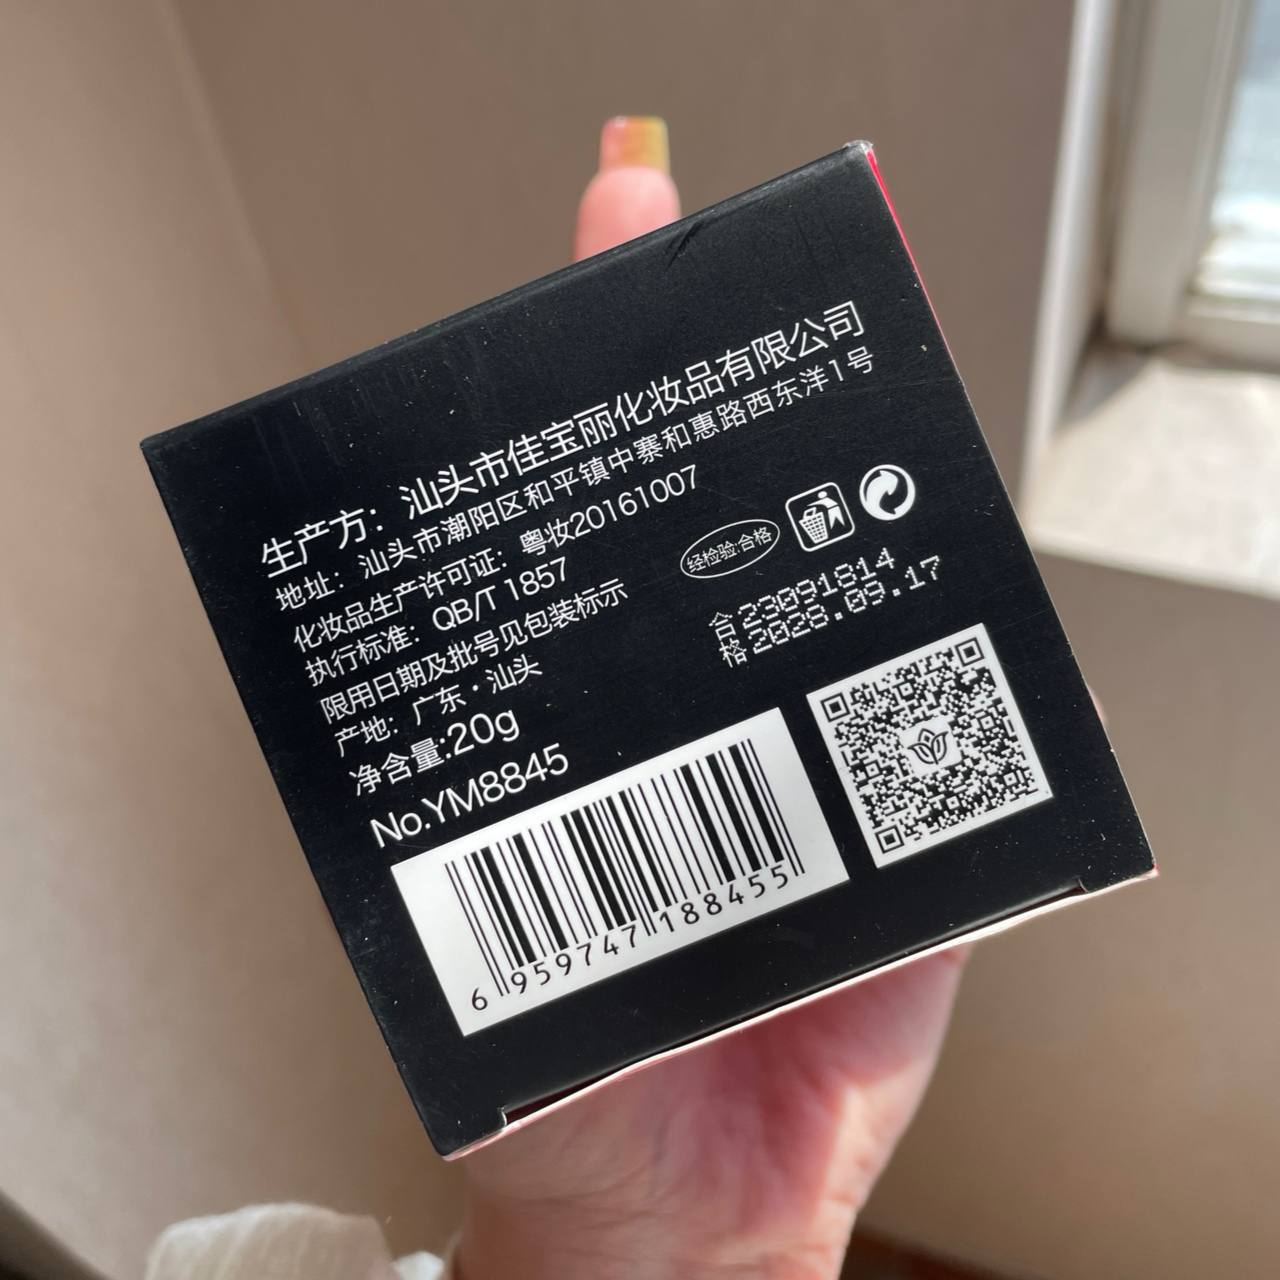 生产方：汕头市佳宝丽化妆品有限公司
地址：汕头市潮阳区和平镇中寨和惠路西东洋1号
化妆品生产许可证：粤妆20161007
执行标准：QB/T 1857
限用日期及批号见包装标示
产地：广东·汕头
净含量:20g
No.YM8845
经检验:合格
合格
23091814
2028.09.17
6 959747 188455